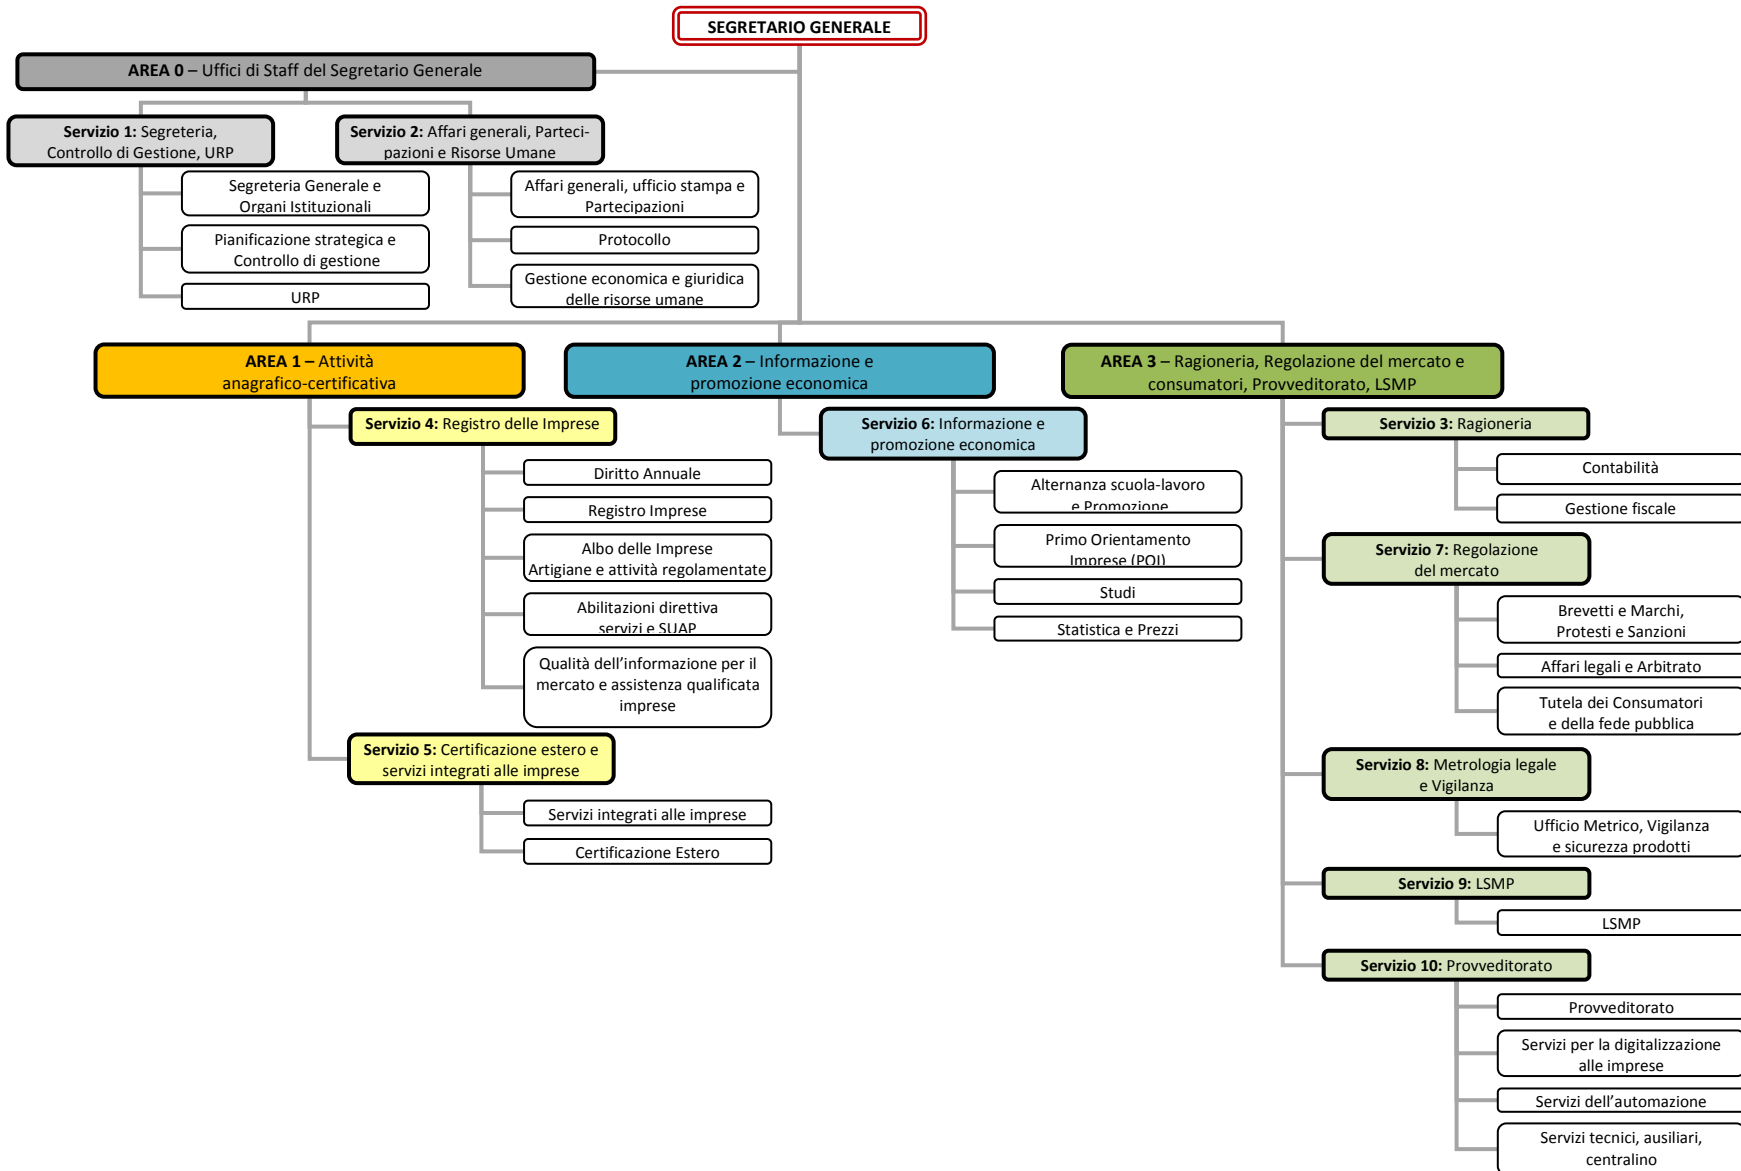 SEGRETARIO GENERALE
AREA 0 – Uffici di Staff del Segretario Generale
Servizio 1: Segreteria,
Controllo di Gestione, URP
Segreteria Generale e
Organi Istituzionali
Pianificazione strategica e
Controllo di gestione
URP
Servizio 2: Affari generali, Parteci-
pazioni e Risorse Umane
Affari generali, ufficio stampa e
Partecipazioni
Protocollo
Gestione economica e giuridica
delle risorse umane
AREA 1 – Attività
anagrafico-certificativa
Servizio 4: Registro delle Imprese
Diritto Annuale
Registro Imprese
Albo delle Imprese
Artigiane e attività regolamentate
Abilitazioni direttiva
servizi e SUAP
Qualità dell’informazione per il
mercato e assistenza qualificata
imprese
Servizio 5: Certificazione estero e
servizi integrati alle imprese
Servizi integrati alle imprese
Certificazione Estero
AREA 2 – Informazione e
promozione economica
Servizio 6: Informazione e
promozione economica
Alternanza scuola-lavoro
e Promozione
Primo Orientamento
Imprese (POI)
Studi
Statistica e Prezzi
AREA 3 – Ragioneria, Regolazione del mercato e
consumatori, Provveditorato, LSMP
Servizio 3: Ragioneria
Contabilità
Gestione fiscale
Servizio 7: Regolazione
del mercato
Brevetti e Marchi,
Protesti e Sanzioni
Affari legali e Arbitrato
Tutela dei Consumatori
e della fede pubblica
Servizio 8: Metrologia legale
e Vigilanza
Ufficio Metrico, Vigilanza
e sicurezza prodotti
Servizio 9: LSMP
LSMP
Servizio 10: Provveditorato
Provveditorato
Servizi per la digitalizzazione
alle imprese
Servizi dell’automazione
Servizi tecnici, ausiliari,
centralino